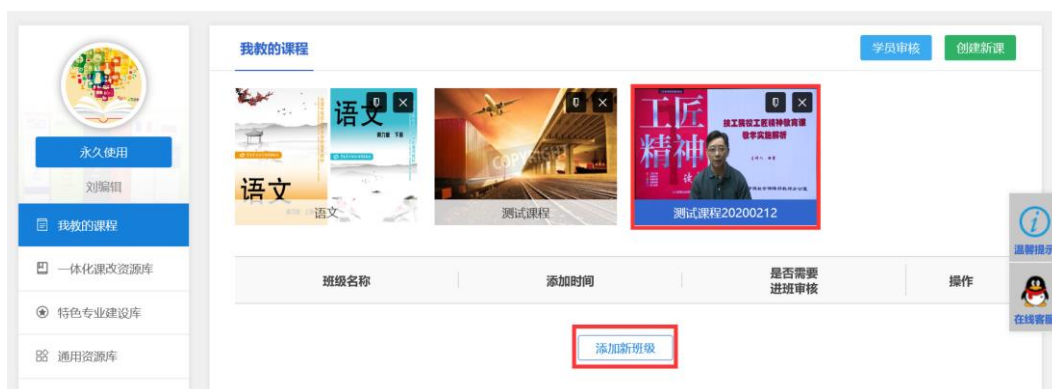 永久使用
刘编辑
我教的课程
一体化课改资源库
特色专业建设库
通用资源库
我教的课程
学员审核
创建新课
语文
语文
语文
COPYRIGHT
测试课程
工匠
精神
技工院校工匠精神教育课
教学实施解析
测试课程20200212
班级名称
添加时间
是否需要
进班审核
操作
添加新班级
温馨提示
在线客服